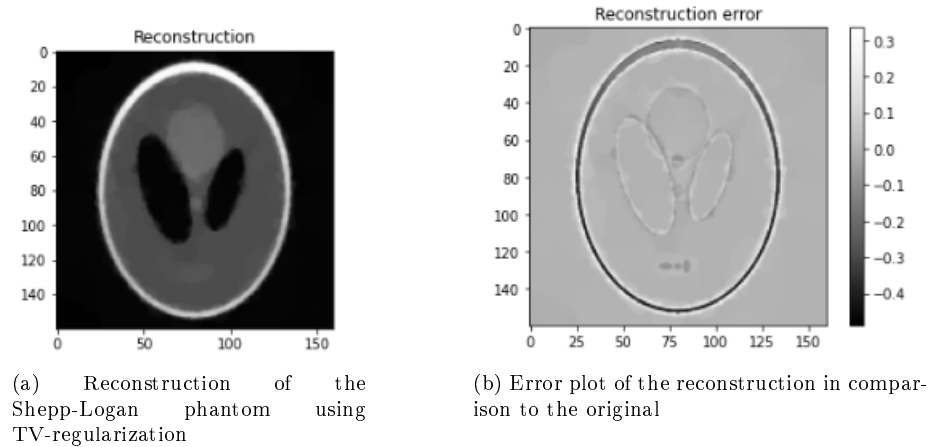 Reconstruction
0
20
40
60
80
100
120
140
0 50 100 150
(a) Reconstruction of the
Shepp-Logan phantom using
TV-regularization
Reconstruction error
0
20
40
60
80
100
120
140
0 25 50 75 100 125 150
0.3
0.2
0.1
0.0
−0.1
−0.2
−0.3
−0.4
(b) Error plot of the reconstruction in compar-
ison to the original